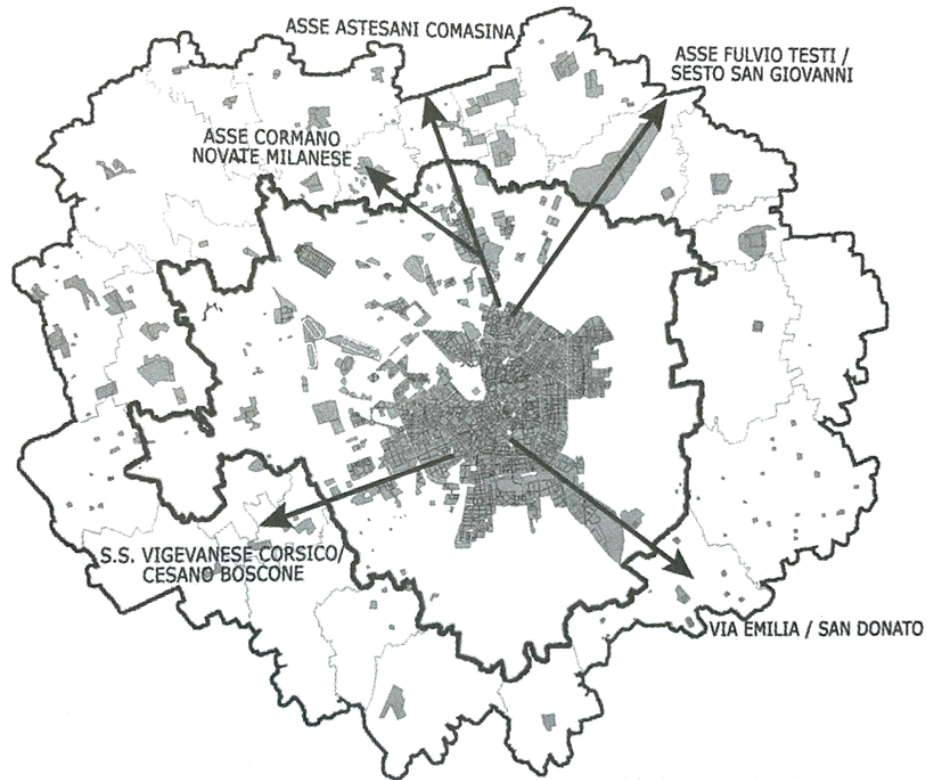 ASSE ASTESANI COMASINA
ASSE FULVIO TESTI /
SESTO SAN GIOVANNI
ASSE CORMANO
NOVATE MILANESE
S.S. VIGEVANESE CORSICO/
CESANO BOSCONE
VIA EMILIA / SAN DONATO